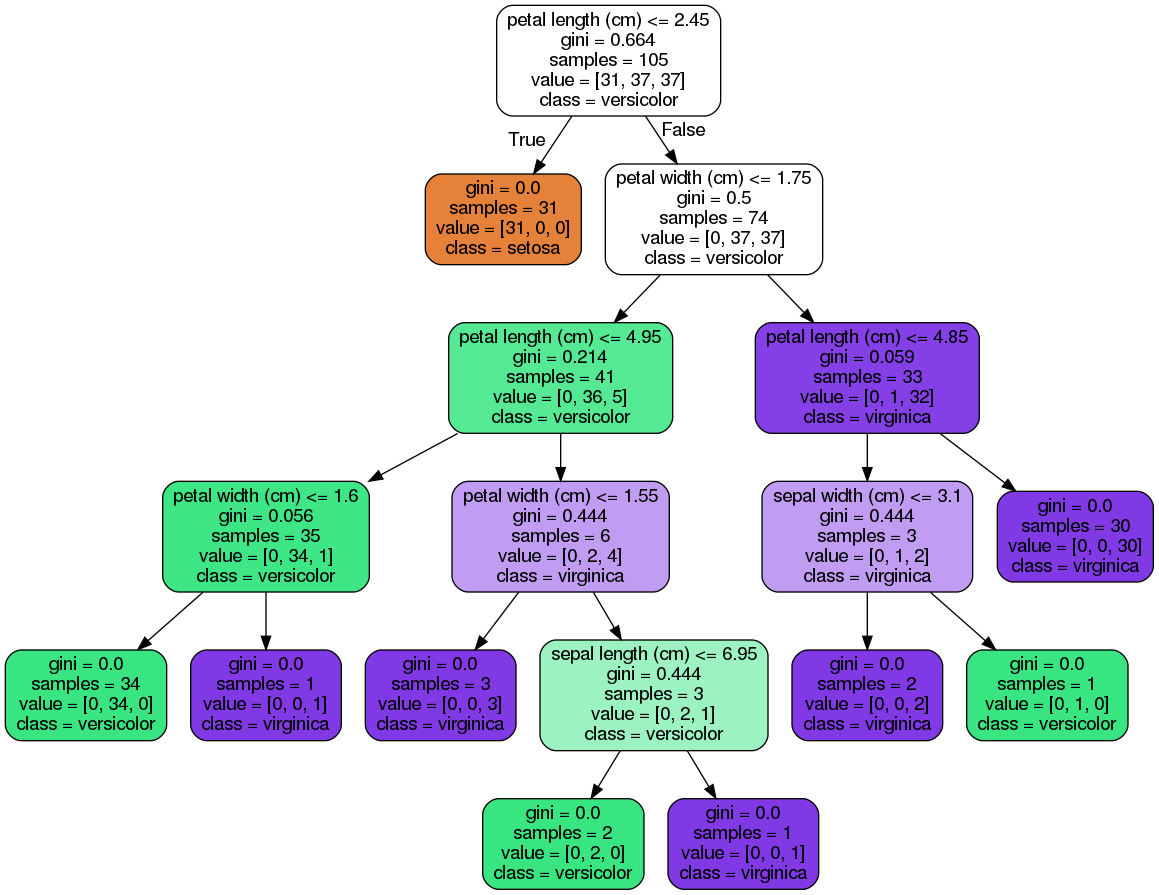 petal length (cm) <= 2.45
gini = 0.664
samples = 105
value = [31, 37, 37]
class = versicolor
True
False
gini = 0.0
samples = 31
value = [31, 0, 0]
class = setosa
petal width (cm) <= 1.75
gini = 0.5
samples = 74
value = [0, 37, 37]
class = versicolor
petal length (cm) <= 4.95
gini = 0.214
samples = 41
value = [0, 36, 5]
class = versicolor
petal length (cm) <= 4.85
gini = 0.059
samples = 33
value = [0, 1, 32]
class = virginica
petal width (cm) <= 1.6
gini = 0.056
samples = 35
value = [0, 34, 1]
class = versicolor
petal width (cm) <= 1.55
gini = 0.444
samples = 6
value = [0, 2, 4]
class = virginica
sepal width (cm) <= 3.1
gini = 0.444
samples = 3
value = [0, 1, 2]
class = virginica
gini = 0.0
samples = 30
value = [0, 0, 30]
class = virginica
gini = 0.0
samples = 34
value = [0, 34, 0]
class = versicolor
gini = 0.0
samples = 1
value = [0, 0, 1]
class = virginica
gini = 0.0
samples = 3
value = [0, 0, 3]
class = virginica
sepal length (cm) <= 6.95
gini = 0.444
samples = 3
value = [0, 2, 1]
class = versicolor
gini = 0.0
samples = 2
value = [0, 0, 2]
class = virginica
gini = 0.0
samples = 1
value = [0, 1, 0]
class = versicolor
gini = 0.0
samples = 2
value = [0, 2, 0]
class = versicolor
gini = 0.0
samples = 1
value = [0, 0, 1]
class = virginica